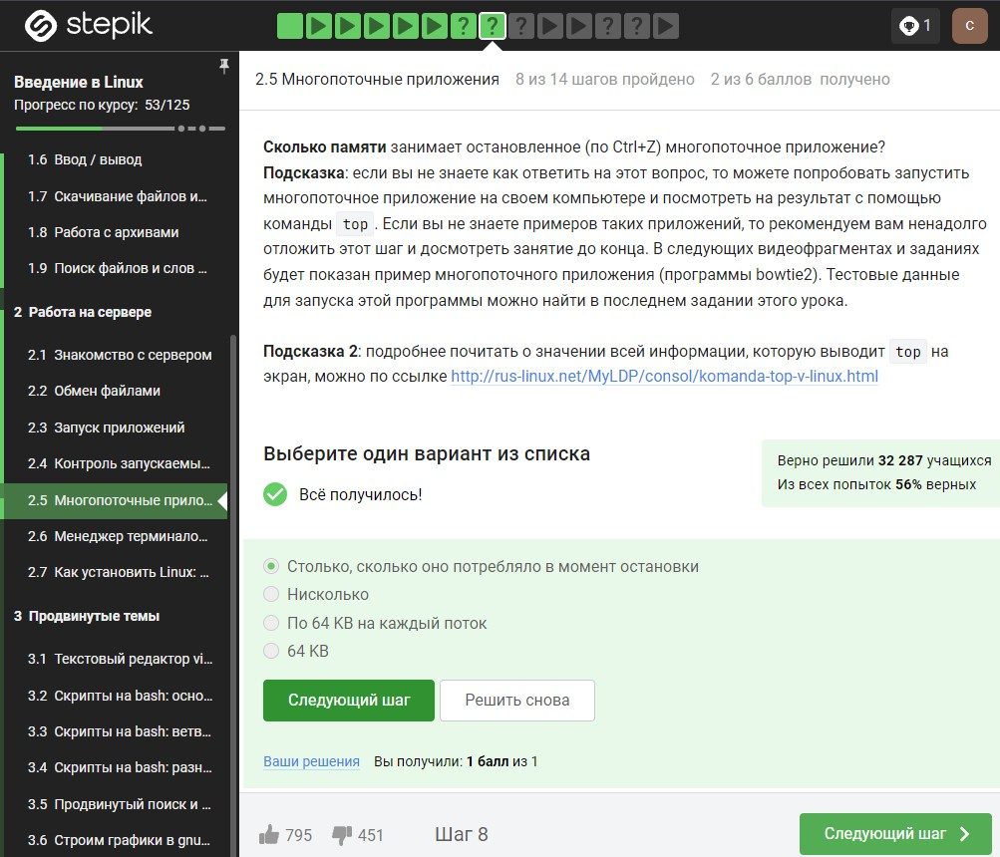 stepik
? ? ? ? ?
1
C
Введение в Linux
Прогресс по курсу: 53/125
1.6 Ввод / вывод
1.7 Скачивание файлов и...
1.8 Работа с архивами
1.9 Поиск файлов и слов ...
2 Работа на сервере
2.1 Знакомство с сервером
2.2 Обмен файлами
2.3 Запуск приложений
2.4 Контроль запускаемы...
2.5 Многопоточные прило...
2.6 Менеджер терминало...
2.7 Как установить Linux: ...
3 Продвинутые темы
3.1 Текстовый редактор vi...
3.2 Скрипты на bash: осно...
3.3 Скрипты на bash: ветв...
3.4 Скрипты на bash: разн...
3.5 Продвинутый поиск и ...
3.6 Строим графики в gnu...
2.5 Многопоточные приложения 8 из 14 шагов пройдено 2 из 6 баллов получено
Сколько памяти занимает остановленное (по Ctrl+Z) многопоточное приложение?
Подсказка: если вы не знаете как ответить на этот вопрос, то можете попробовать запустить
многопоточное приложение на своем компьютере и посмотреть на результат с помощью
команды top. Если вы не знаете примеров таких приложений, то рекомендуем вам ненадолго
отложить этот шаг и досмотреть занятие до конца. В следующих видеофрагментах и заданиях
будет показан пример многопоточного приложения (программы bowtie2). Тестовые данные
для запуска этой программы можно найти в последнем задании этого урока.
Подсказка 2: подробнее почитать о значении всей информации, которую выводит top на
экран, можно по ссылке http://rus-linux.net/MyLDP/consol/komanda-top-v-linux.html
Выберите один вариант из списка
Верно решили 32 287 учащихся
Из всех попыток 56% верных
Всё получилось!
Столько, сколько оно потребляло в момент остановки
Нисколько
По 64 KB на каждый поток
64 KB
Следующий шаг Решить снова
Ваши решения Вы получили: 1 балл из 1
795 451 Шаг 8 Следующий шаг